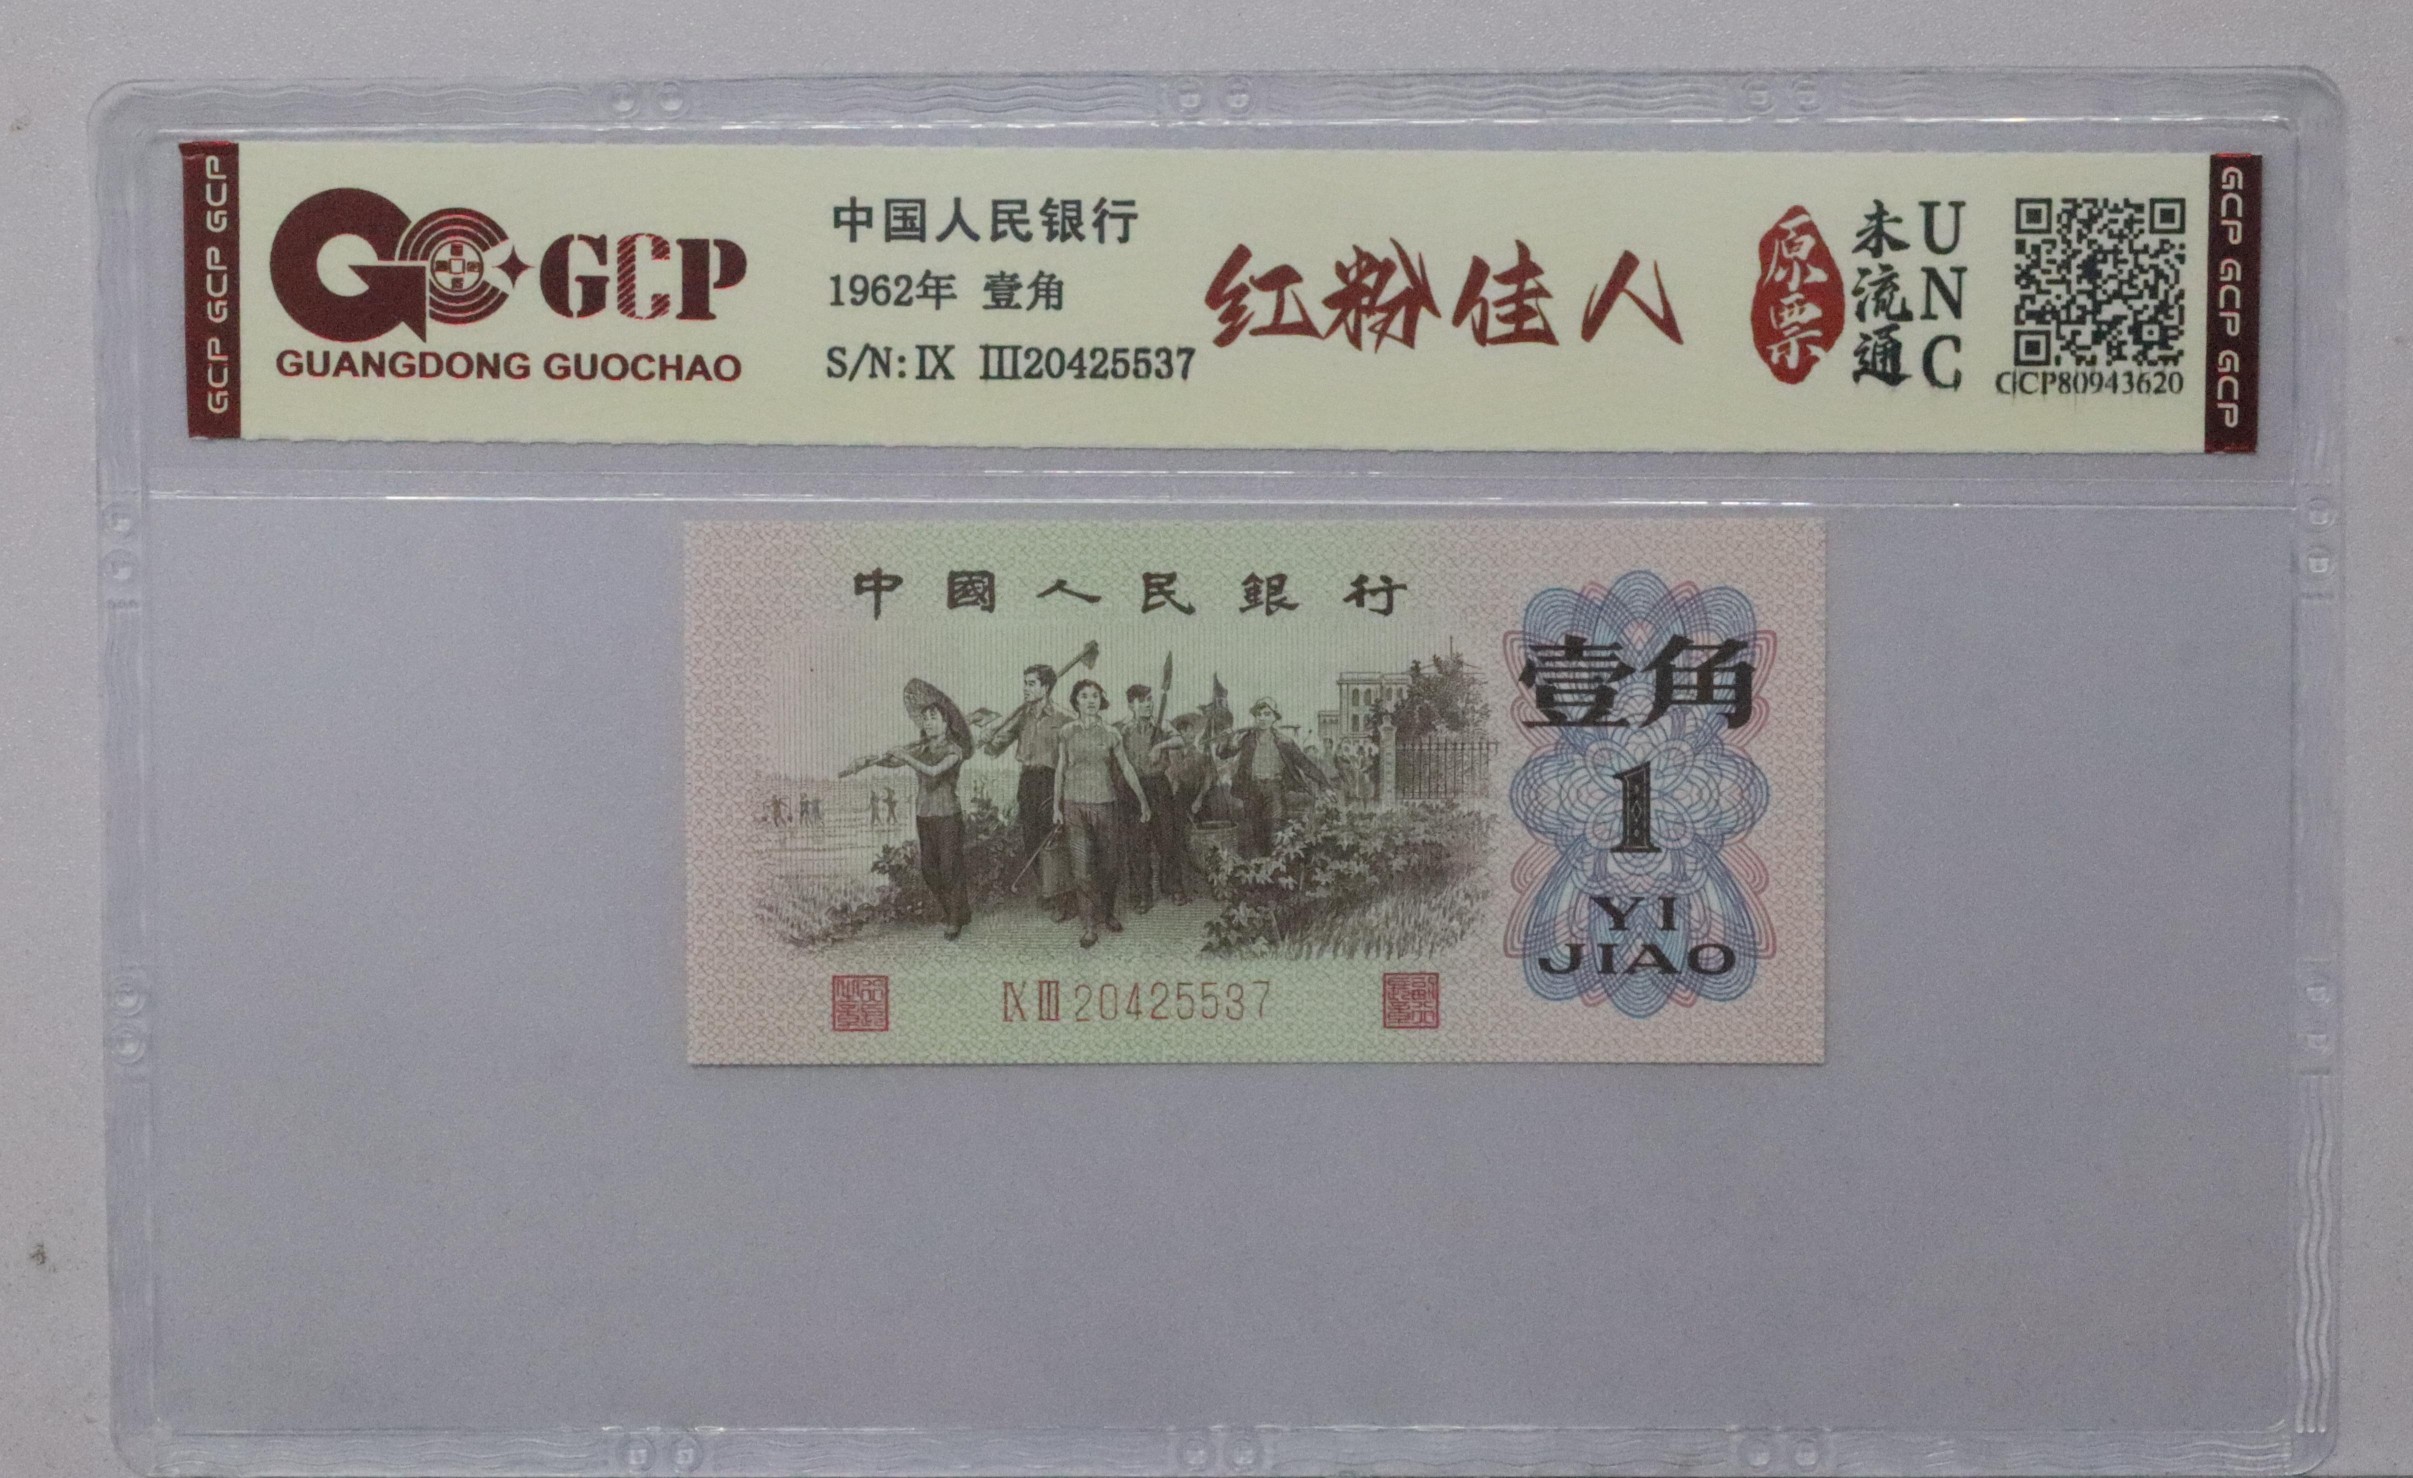 GCP GCP GCP
GCP
GUANGDONG GUOCHAO
中国人民银行
1962年 壹角
S/N: IX III20425537
红粉佳人
原票
未流通
UNC
GCP80943620
GCP GCP GCP
中國人民銀行
壹角
1
YI
JIAO
IX III 20425537